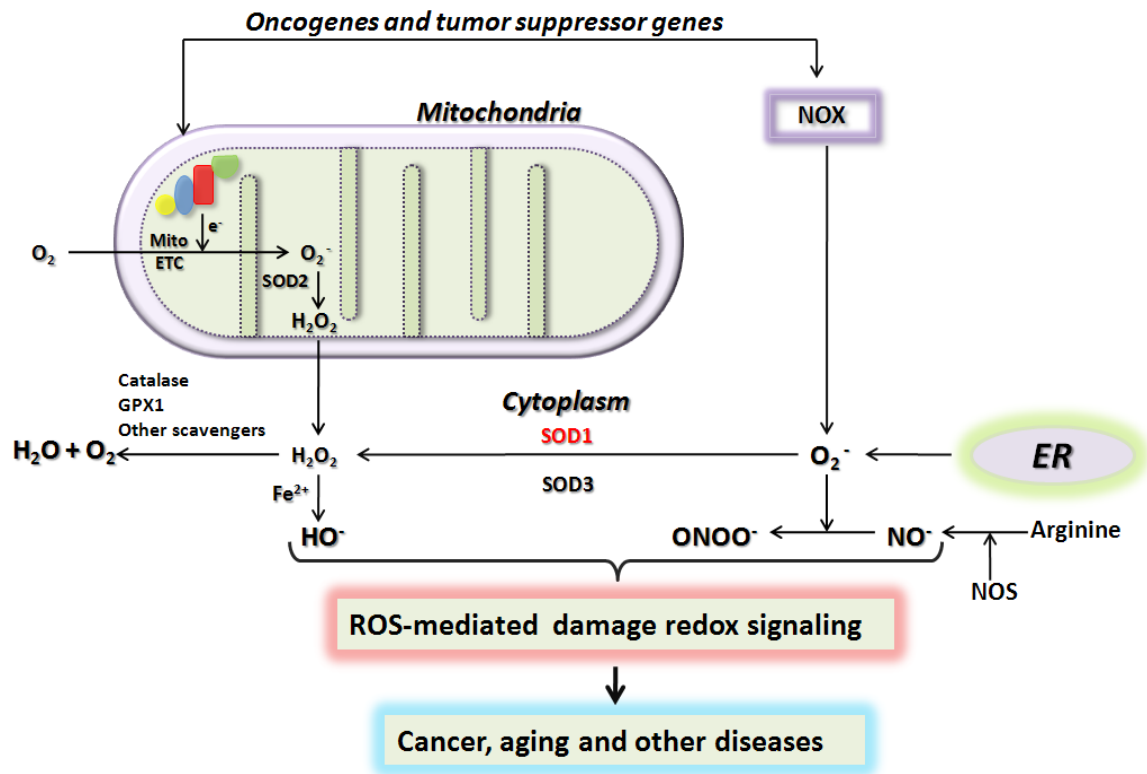 Oncogenes and tumor suppressor genes
Mitochondria
NOX
e⁻
O₂
Mito
ETC
O₂⁻
SOD2
H₂O₂
Catalase
GPX1
Other scavengers
Cytoplasm
SOD1
H₂O + O₂
H₂O₂
O₂⁻
ER
SOD3
Fe²⁺
HO⁻
ONOO⁻
NO⁻
Arginine
NOS
ROS-mediated damage redox signaling
Cancer, aging and other diseases